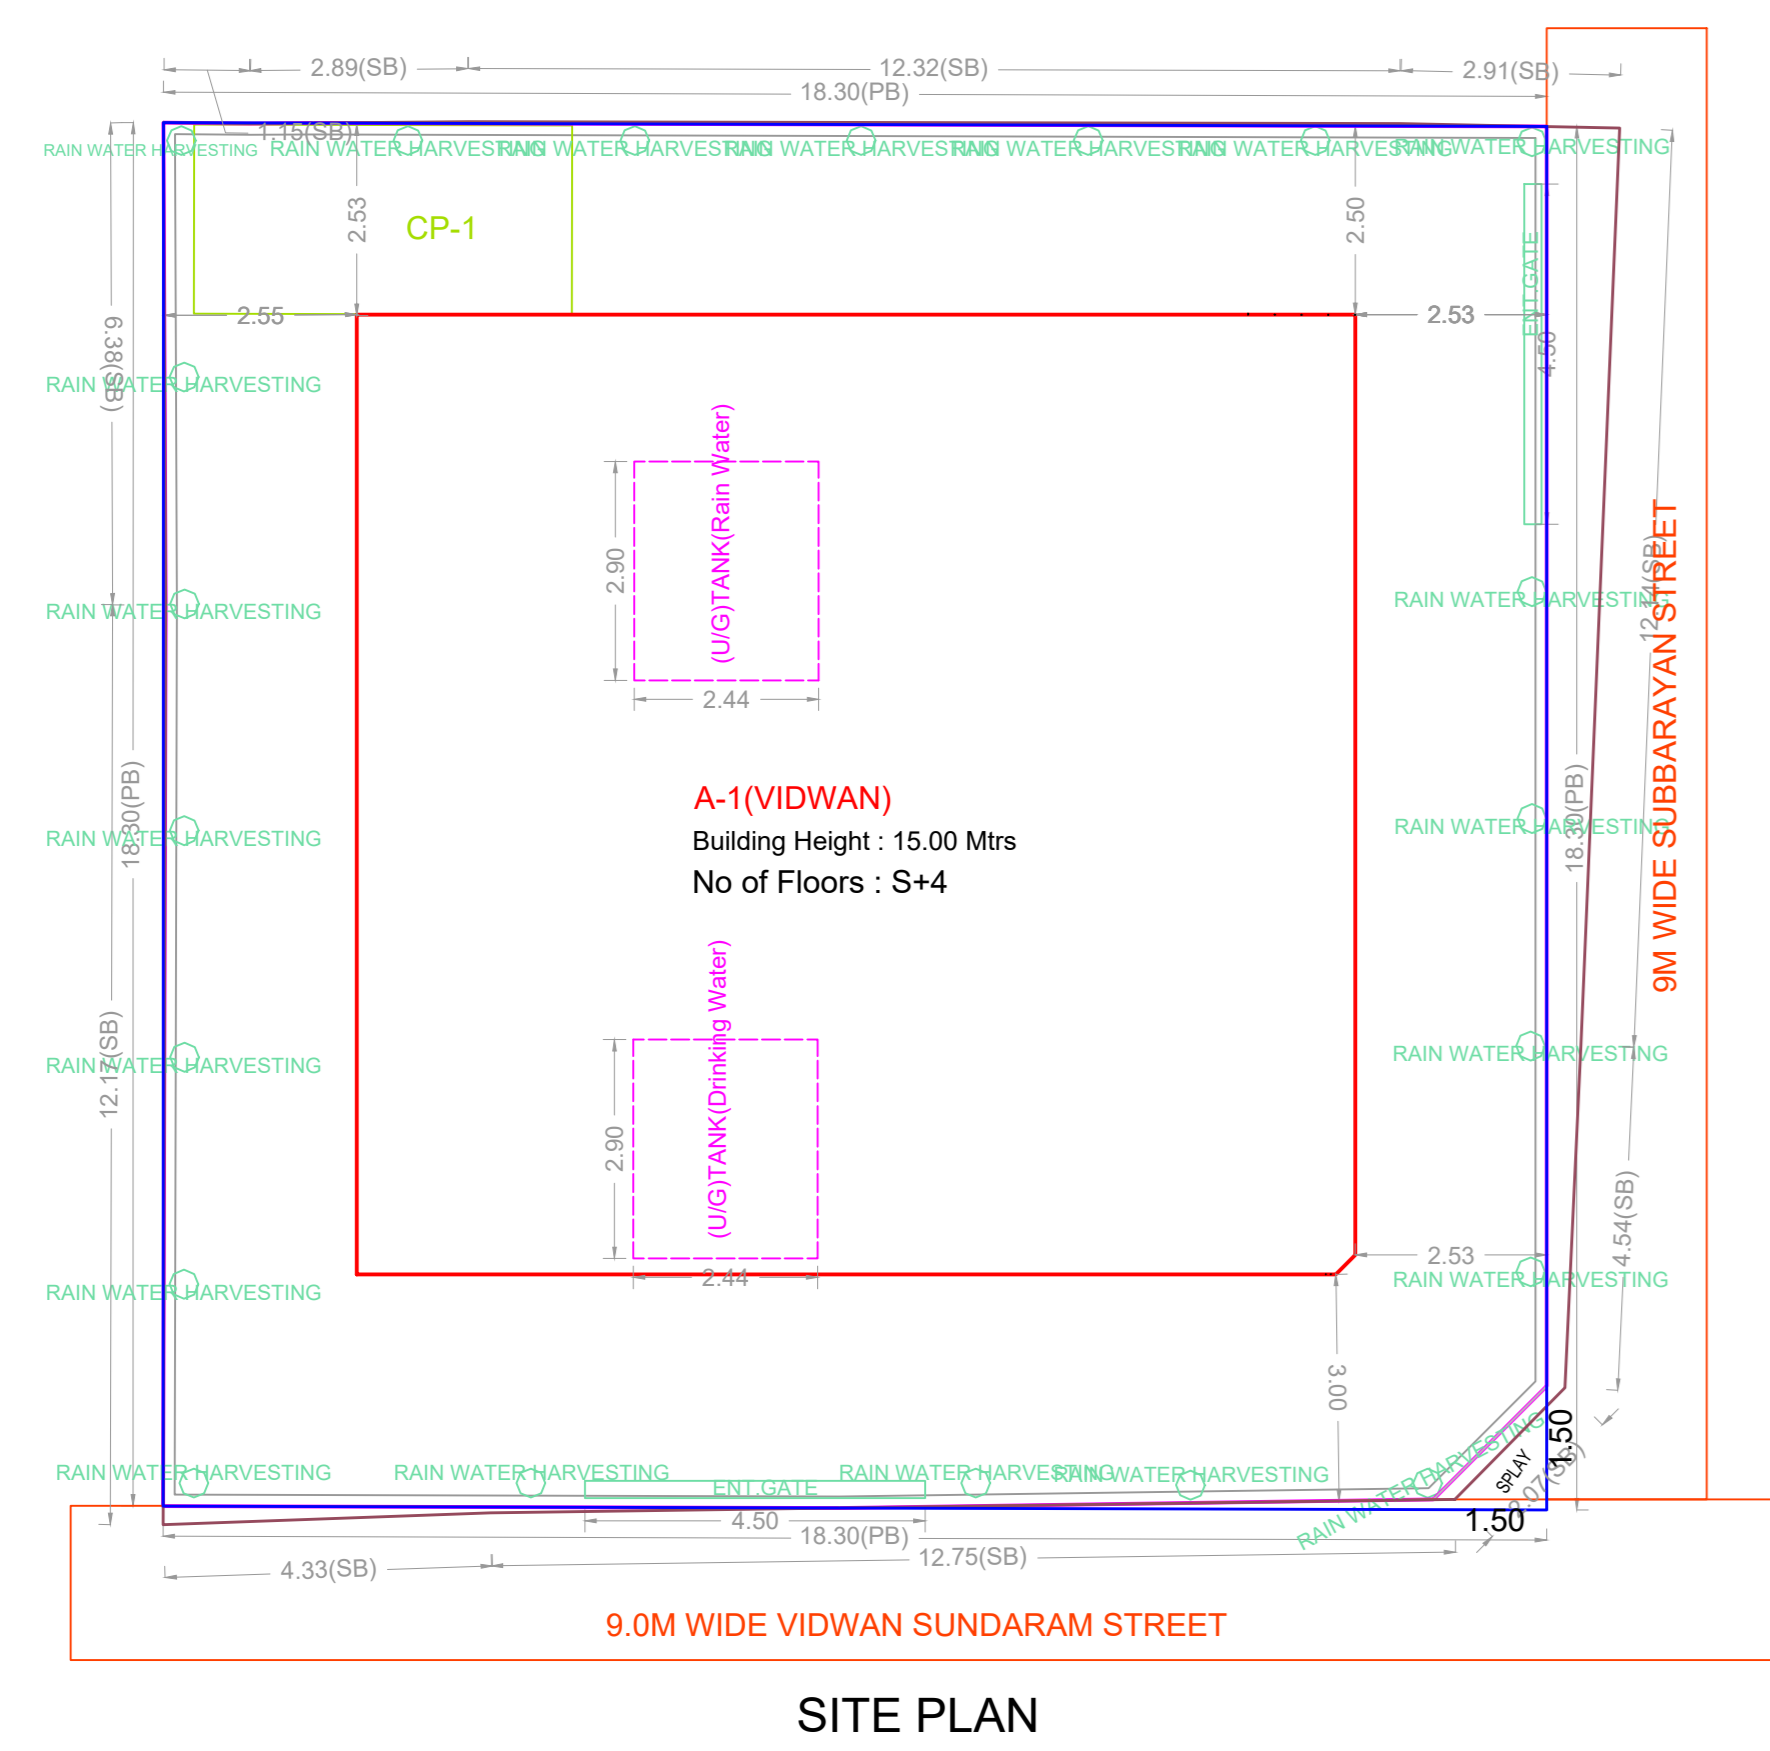 2.89(SB)
12.32(SB)
2.91(SB)
18.30(PB)
1.15(SB)
RAIN WATER HARVESTING
RAIN WATER HARVESTING
RAIN WATER HARVESTING
RAIN WATER HARVESTING
RAIN WATER HARVESTING
RAIN WATER HARVESTING
RAIN WATER HARVESTING
2.53
CP-1
2.50
ENT.GATE
2.55
2.53
4.50
6.38(SB)
RAIN WATER HARVESTING
(U/G)TANK(Rain Water)
2.90
12.14(SB)
RAIN WATER HARVESTING
RAIN WATER HARVESTING
2.44
9M WIDE SUBBARAYAN STREET
18.30(PB)
A-1(VIDWAN)
Building Height : 15.00 Mtrs
No of Floors : S+4
18.30(PB)
RAIN WATER HARVESTING
RAIN WATER HARVESTING
12.17(SB)
RAIN WATER HARVESTING
(U/G)TANK(Drinking Water)
2.90
RAIN WATER HARVESTING
4.54(SB)
2.53
2.44
RAIN WATER HARVESTING
RAIN WATER HARVESTING
3.00
RAIN WATER HARVESTING
RAIN WATER HARVESTING
RAIN WATER HARVESTING
RAIN WATER HARVESTING
RAIN WATER HARVESTING
1.50
SPLAY
2.07(SB)
ENT.GATE
4.50
1.50
18.30(PB)
4.33(SB)
12.75(SB)
9.0M WIDE VIDWAN SUNDARAM STREET
SITE PLAN